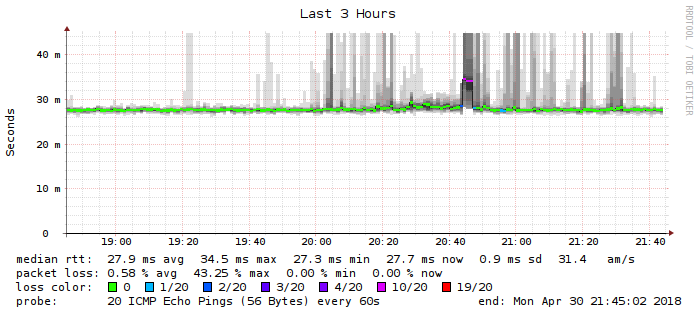 Last 3 Hours
RRDTOOL / TOBI OETIKER
Seconds
40 m
30 m
20 m
10 m
0
19:00 19:20 19:40 20:00 20:20 20:40 21:00 21:20 21:40
median rtt: 27.9 ms avg 34.5 ms max 27.3 ms min 27.7 ms now 0.9 ms sd 31.4 am/s
packet loss: 0.58 % avg 43.25 % max 0.00 % min 0.00 % now
loss color: 0 1/20 2/20 3/20 4/20 10/20 19/20
probe: 20 ICMP Echo Pings (56 Bytes) every 60s end: Mon Apr 30 21:45:02 2018